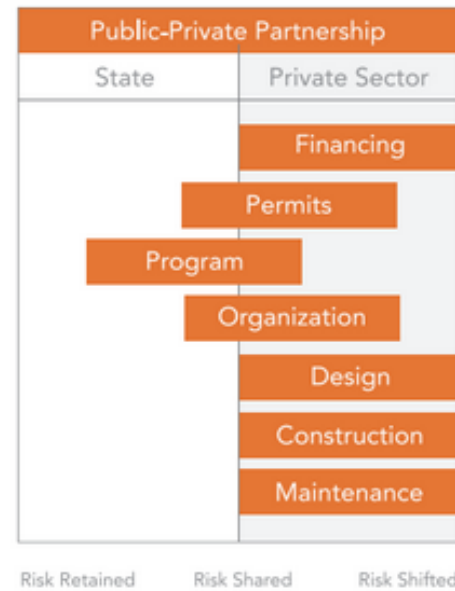 Public-Private Partnership
State Private Sector
Financing
Permits
Program
Organization
Design
Construction
Maintenance
Risk Retained Risk Shared Risk Shifted